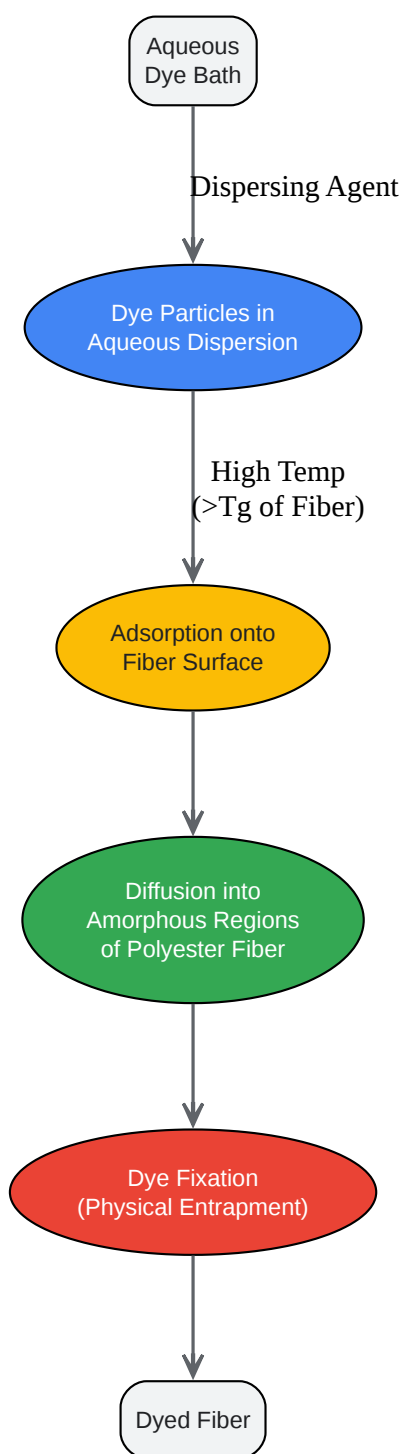 Aqueous
Dye Bath
Dispersing Agent
Dye Particles in
Aqueous Dispersion
High Temp
(>Tg of Fiber)
Adsorption onto
Fiber Surface
Diffusion into
Amorphous Regions
of Polyester Fiber
Dye Fixation
(Physical Entrapment)
Dyed Fiber